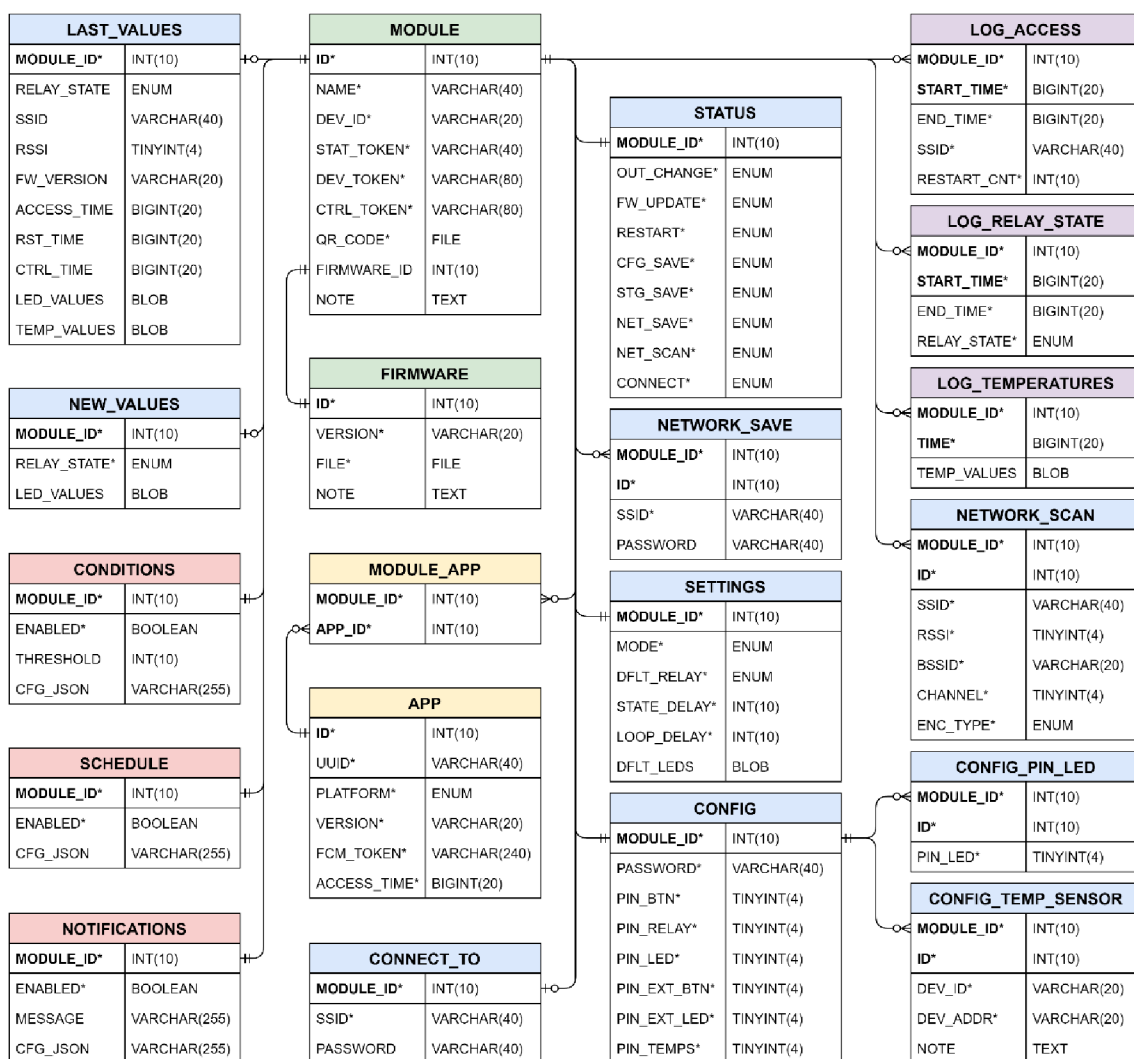 LAST_VALUES
MODULE_ID* INT(10)
RELAY_STATE ENUM
SSID VARCHAR(40)
RSSI TINYINT(4)
FW_VERSION VARCHAR(20)
ACCESS_TIME BIGINT(20)
RST_TIME BIGINT(20)
CTRL_TIME BIGINT(20)
LED_VALUES BLOB
TEMP_VALUES BLOB
NEW_VALUES
MODULE_ID* INT(10)
RELAY_STATE* ENUM
LED_VALUES BLOB
CONDITIONS
MODULE_ID* INT(10)
ENABLED* BOOLEAN
THRESHOLD INT(10)
CFG_JSON VARCHAR(255)
SCHEDULE
MODULE_ID* INT(10)
ENABLED* BOOLEAN
CFG_JSON VARCHAR(255)
NOTIFICATIONS
MODULE_ID* INT(10)
ENABLED* BOOLEAN
MESSAGE VARCHAR(255)
CFG_JSON VARCHAR(255)
MODULE
ID* INT(10)
NAME* VARCHAR(40)
DEV_ID* VARCHAR(20)
STAT_TOKEN* VARCHAR(40)
DEV_TOKEN* VARCHAR(80)
CTRL_TOKEN* VARCHAR(80)
QR_CODE* FILE
FIRMWARE_ID INT(10)
NOTE TEXT
FIRMWARE
ID* INT(10)
VERSION* VARCHAR(20)
FILE* FILE
NOTE TEXT
MODULE_APP
MODULE_ID* INT(10)
APP_ID* INT(10)
APP
ID* INT(10)
UUID* VARCHAR(40)
PLATFORM* ENUM
VERSION* VARCHAR(20)
FCM_TOKEN* VARCHAR(240)
ACCESS_TIME* BIGINT(20)
CONNECT_TO
MODULE_ID* INT(10)
SSID* VARCHAR(40)
PASSWORD VARCHAR(40)
STATUS
MODULE_ID* INT(10)
OUT_CHANGE* ENUM
FW_UPDATE* ENUM
RESTART* ENUM
CFG_SAVE* ENUM
STG_SAVE* ENUM
NET_SAVE* ENUM
NET_SCAN* ENUM
CONNECT* ENUM
NETWORK_SAVE
MODULE_ID* INT(10)
ID* INT(10)
SSID* VARCHAR(40)
PASSWORD VARCHAR(40)
SETTINGS
MODULE_ID* INT(10)
MODE* ENUM
DFLT_RELAY* ENUM
STATE_DELAY* INT(10)
LOOP_DELAY* INT(10)
DFLT_LEDS BLOB
CONFIG
MODULE_ID* INT(10)
PASSWORD* VARCHAR(40)
PIN_BTN* TINYINT(4)
PIN_RELAY* TINYINT(4)
PIN_LED* TINYINT(4)
PIN_EXT_BTN* TINYINT(4)
PIN_EXT_LED* TINYINT(4)
PIN_TEMPS* TINYINT(4)
LOG_ACCESS
MODULE_ID* INT(10)
START_TIME* BIGINT(20)
END_TIME* BIGINT(20)
SSID* VARCHAR(40)
RESTART_CNT* INT(10)
LOG_RELAY_STATE
MODULE_ID* INT(10)
START_TIME* BIGINT(20)
END_TIME* BIGINT(20)
RELAY_STATE* ENUM
LOG_TEMPERATURES
MODULE_ID* INT(10)
TIME* BIGINT(20)
TEMP_VALUES BLOB
NETWORK_SCAN
MODULE_ID* INT(10)
ID* INT(10)
SSID* VARCHAR(40)
RSSI* TINYINT(4)
BSSID* VARCHAR(20)
CHANNEL* TINYINT(4)
ENC_TYPE* ENUM
CONFIG_PIN_LED
MODULE_ID* INT(10)
ID* INT(10)
PIN_LED* TINYINT(4)
CONFIG_TEMP_SENSOR
MODULE_ID* INT(10)
ID* INT(10)
DEV_ID* VARCHAR(20)
DEV_ADDR* VARCHAR(20)
NOTE TEXT